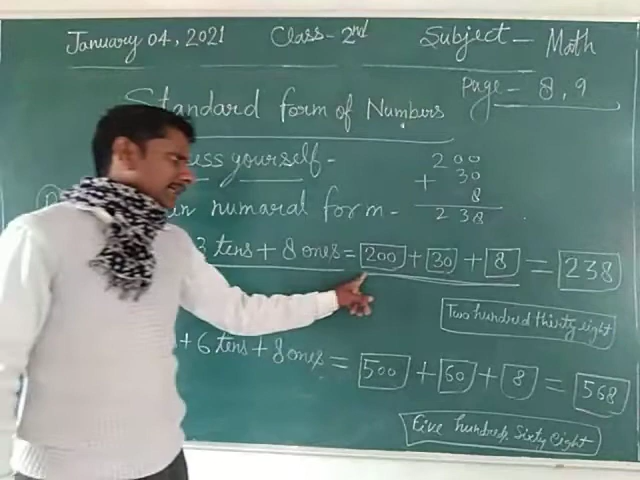 January 04, 2021 Class - 2nd Subject - Math
Page - 8, 9
Standard form of Numbers
yourself -
200
+ 30
8
238
in numaral form -
3 tens + 8 ones = 200 + 30 + 8 = 238
Two hundred thirty eight
+ 6 tens + 8 ones = 500 + 60 + 8 = 568
Five hundred Sixty eight